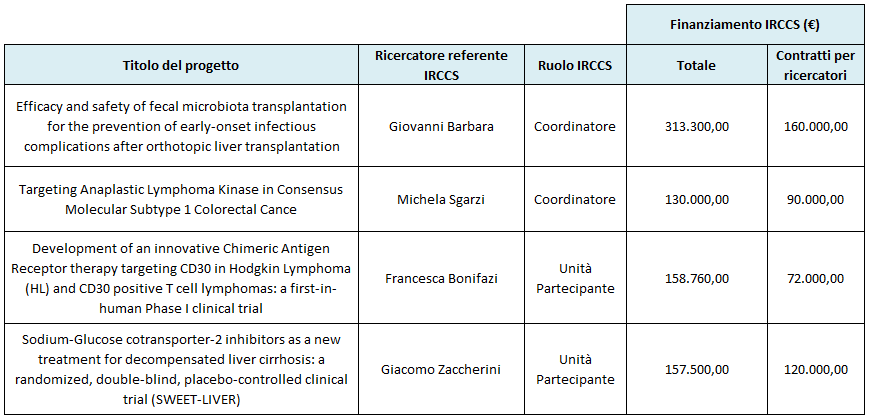 Finanziamento IRCCS (€)
Titolo del progetto
Ricercatore referente
IRCCS
Ruolo IRCCS
Totale
Contratti per
ricercatori
Efficacy and safety of fecal microbiota transplantation
for the prevention of early-onset infectious
complications after orthotopic liver transplantation
Giovanni Barbara
Coordinatore
313.300,00
160.000,00
Targeting Anaplastic Lymphoma Kinase in Consensus
Molecular Subtype 1 Colorectal Cance
Michela Sgarzi
Coordinatore
130.000,00
90.000,00
Development of an innovative Chimeric Antigen
Receptor therapy targeting CD30 in Hodgkin Lymphoma
(HL) and CD30 positive T cell lymphomas: a first-in-
human Phase I clinical trial
Francesca Bonifazi
Unità
Partecipante
158.760,00
72.000,00
Sodium-Glucose cotransporter-2 inhibitors as a new
treatment for decompensated liver cirrhosis: a
randomized, double-blind, placebo-controlled clinical
trial (SWEET-LIVER)
Giacomo Zaccherini
Unità
Partecipante
157.500,00
120.000,00